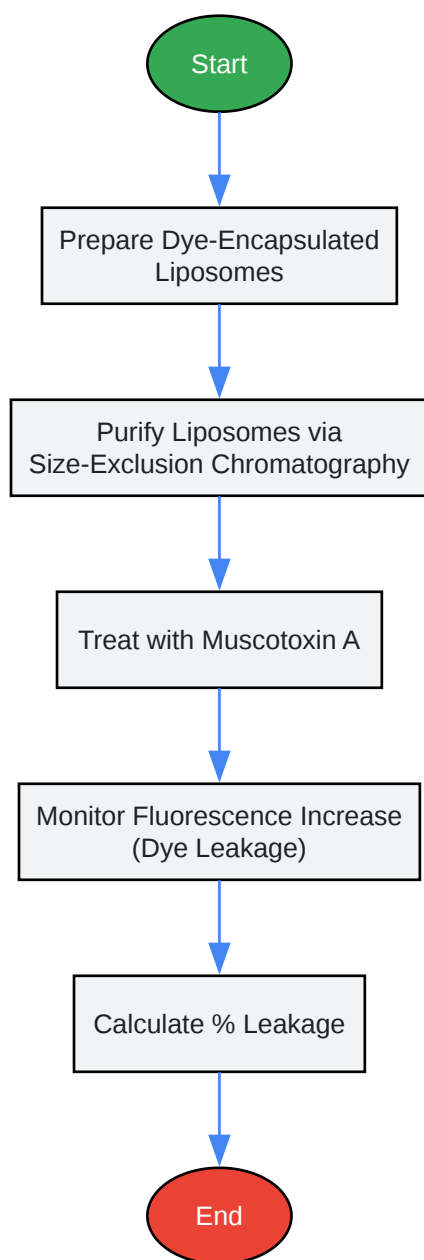 Start
Prepare Dye-Encapsulated
Liposomes
Purify Liposomes via
Size-Exclusion Chromatography
Treat with Muscotoxin A
Monitor Fluorescence Increase
(Dye Leakage)
Calculate % Leakage
End